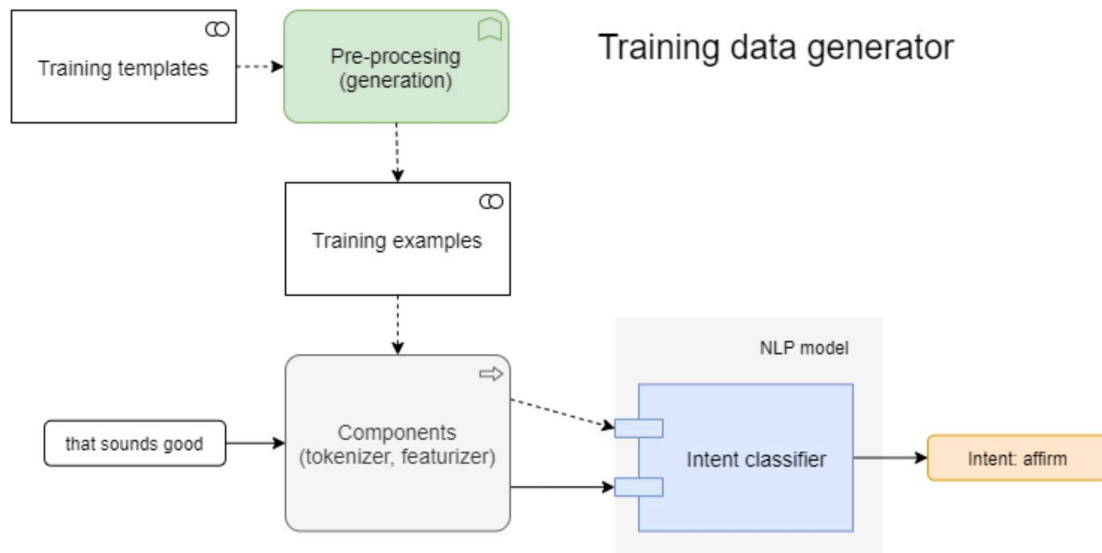 Training data generator
Training templates
Pre-procesing
(generation)
Training examples
NLP model
that sounds good
Components
(tokenizer, featurizer)
Intent classifier
Intent: affirm